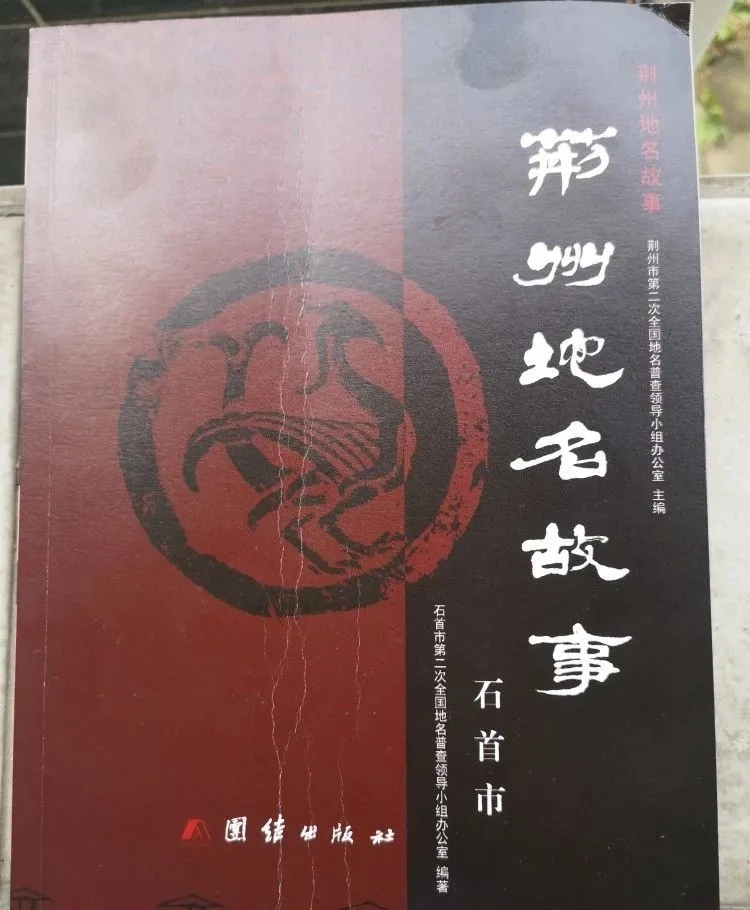 荆州地名故事
荆州市第二次全国地名普查领导小组办公室 主编
荆州地名故事
石首市
石首市第二次全国地名普查领导小组办公室 编著
團结出版社